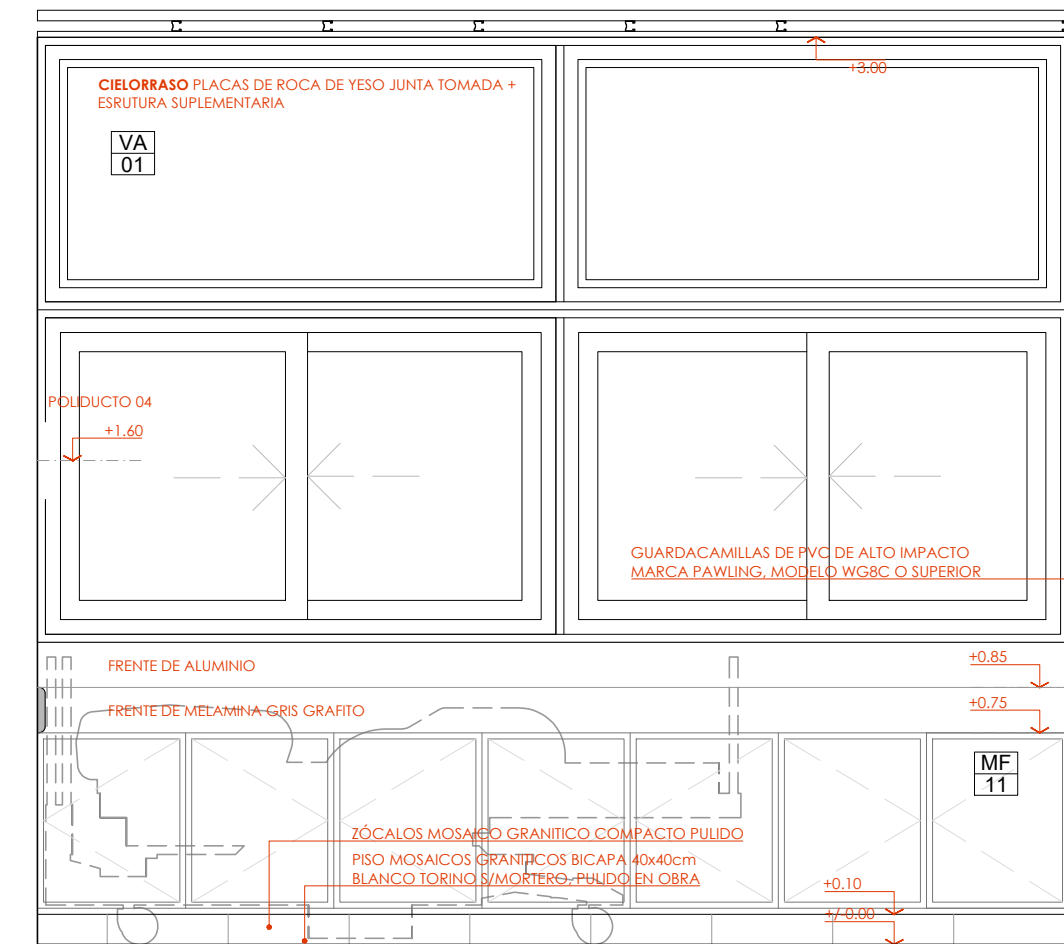 +3.00
CIELORRASO PLACAS DE ROCA DE YESO JUNTA TOMADA +
ESRUTURA SUPLEMENTARIA
VA
01
POLIDUCTO 04
+1.60
GUARDACAMILLAS DE PVC DE ALTO IMPACTO
MARCA PAWLING, MODELO WG8C O SUPERIOR
FRENTE DE ALUMINIO
+0.85
FRENTE DE MELAMINA GRIS GRAFITO
+0.75
MF
11
ZÓCALOS MOSAICO GRANITICO COMPACTO PULIDO
PISO MOSAICOS GRANITICOS BICAPA 40x40cm
BLANCO TORINO S/MORTERO, PULIDO EN OBRA
+0.10
+/-0.00